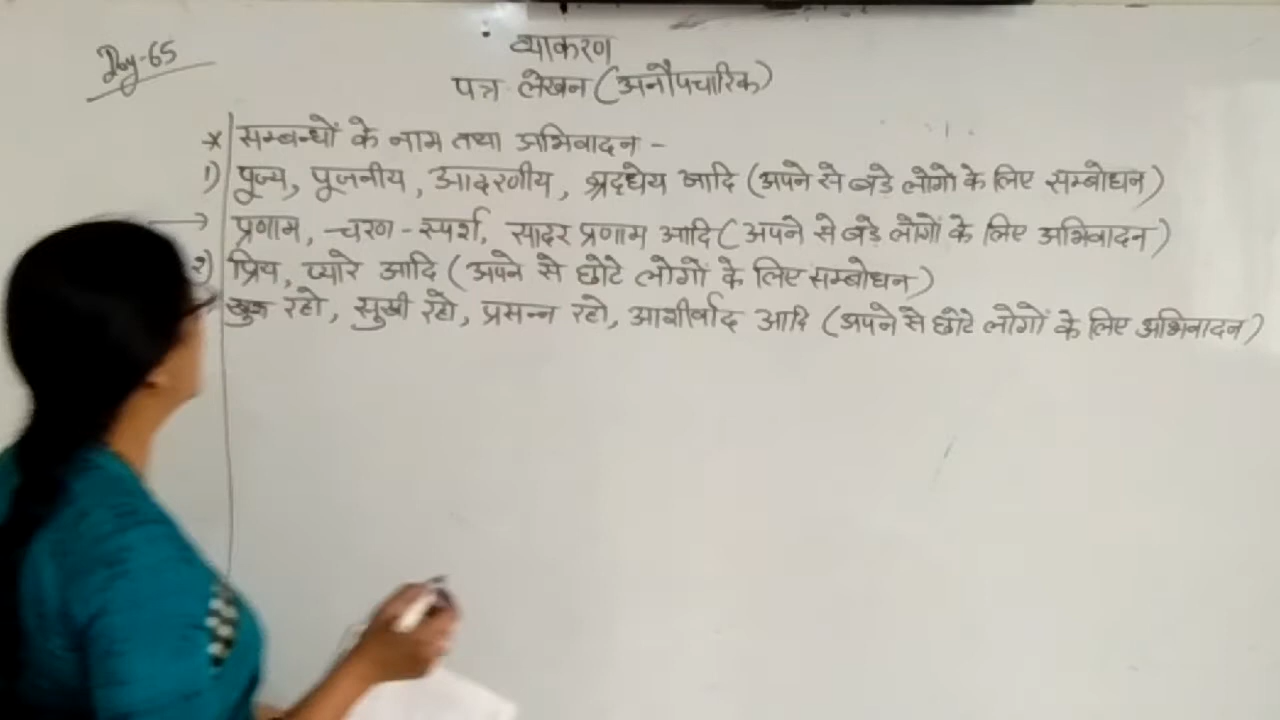 Day-65
व्याकरण
पत्र लेखन (अनौपचारिक)
* सम्बन्धों के नाम तथा अभिवादन -
१) पूज्य, पूजनीय, आदरणीय, श्रद्धेय आदि (अपने से बड़े लोगो के लिए सम्बोधन)
→ प्रणाम, चरण-स्पर्श, सादर प्रणाम आदि (अपने से बड़े लोगों के लिए अभिवादन)
२) प्रिय, प्यारे आदि (अपने से छोटे लोगों के लिए सम्बोधन)
रहो, सुखी रहो, प्रसन्न रहो, आशीर्वाद आदि (अपने से छोटे लोगों के लिए अभिवादन)